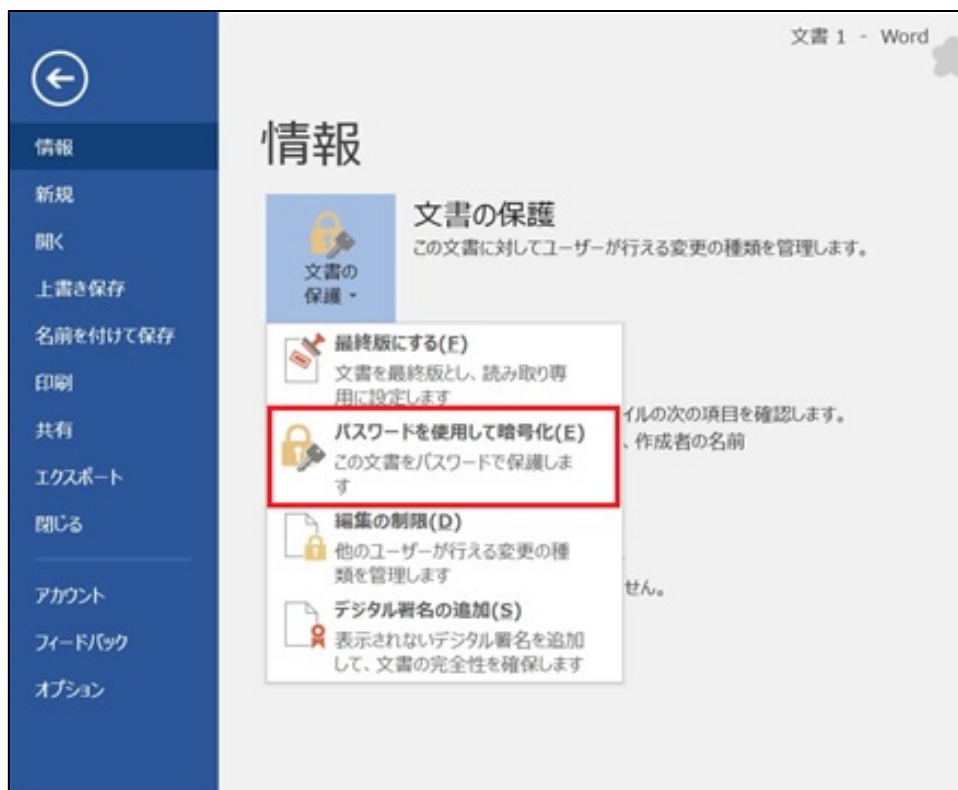 文書 1 - Word
情報
新規
開く
上書き保存
名前を付けて保存
印刷
共有
エクスポート
閉じる
アカウント
フィードバック
オプション
情報
文書の
保護
文書の保護
この文書に対してユーザーが行える変更の種類を管理します。
最終版にする(F)
文書を最終版とし、読み取り専
用に設定します
パスワードを使用して暗号化(E)
この文書をパスワードで保護しま
す
編集の制限(D)
他のユーザーが行える変更の種
類を管理します
デジタル署名の追加(S)
表示されないデジタル署名を追加
して、文書の完全性を確保します
イルの次の項目を確認します。
、作成者の名前
せん。